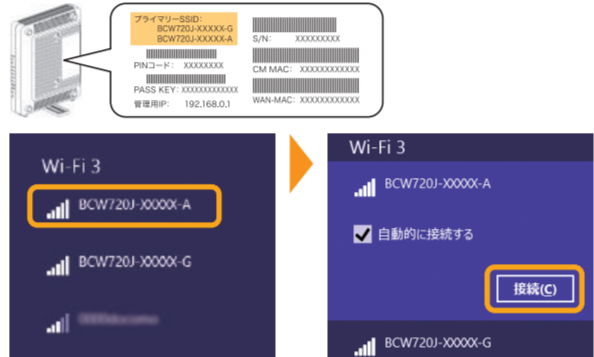 プライマリーSSID:
BCW720J-XXXXX-G
BCW720J-XXXXX-A
PINコード: XXXXXXXX
PASS KEY: XXXXXXXXXXXXX
管理用IP: 192.168.0.1
S/N: XXXXXXXXX
CM MAC: XXXXXXXXXXXX
WAN-MAC: XXXXXXXXXXXX
Wi-Fi 3
BCW720J-XXXXX-A
BCW720J-XXXXX-G
Wi-Fi 3
BCW720J-XXXXX-A
自動的に接続する
接続(C)
BCW720J-XXXXX-G